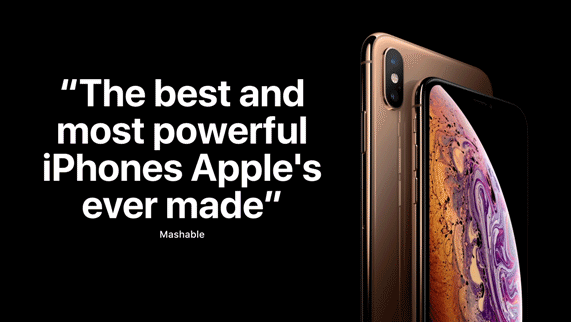 “The best and
most powerful
iPhones Apple's
ever made”
Mashable